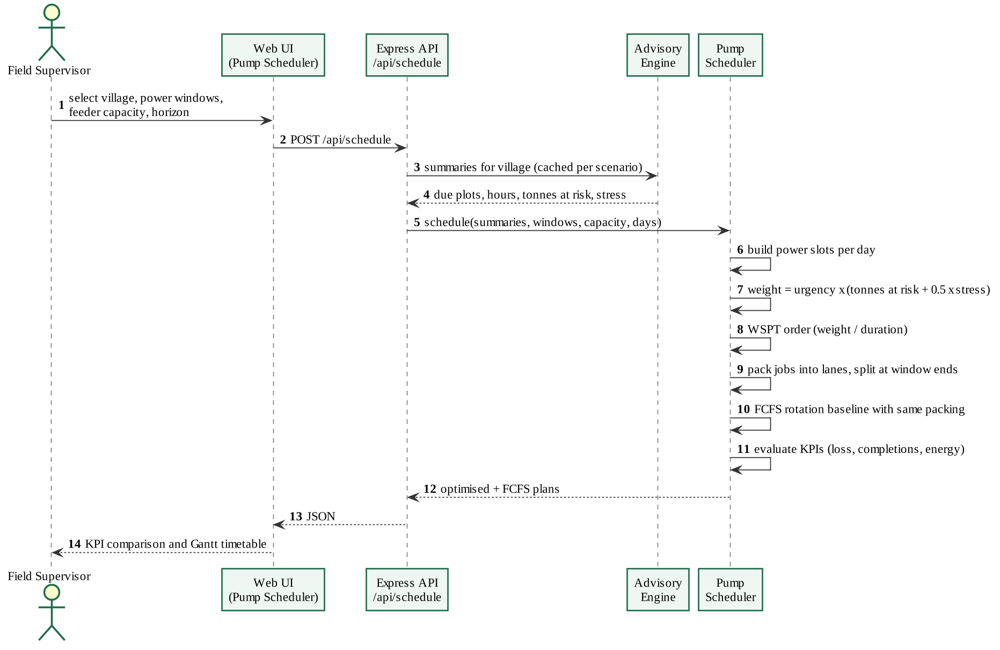 Field Supervisor
Web UI
(Pump Scheduler)
Express API
/api/schedule
Advisory
Engine
Pump
Scheduler
1 select village, power windows,
feeder capacity, horizon
2 POST /api/schedule
3 summaries for village (cached per scenario)
4 due plots, hours, tonnes at risk, stress
5 schedule(summaries, windows, capacity, days)
6 build power slots per day
7 weight = urgency x (tonnes at risk + 0.5 x stress)
8 WSPT order (weight / duration)
9 pack jobs into lanes, split at window ends
10 FCFS rotation baseline with same packing
11 evaluate KPIs (loss, completions, energy)
12 optimised + FCFS plans
13 JSON
14 KPI comparison and Gantt timetable
Field Supervisor
Web UI
(Pump Scheduler)
Express API
/api/schedule
Advisory
Engine
Pump
Scheduler